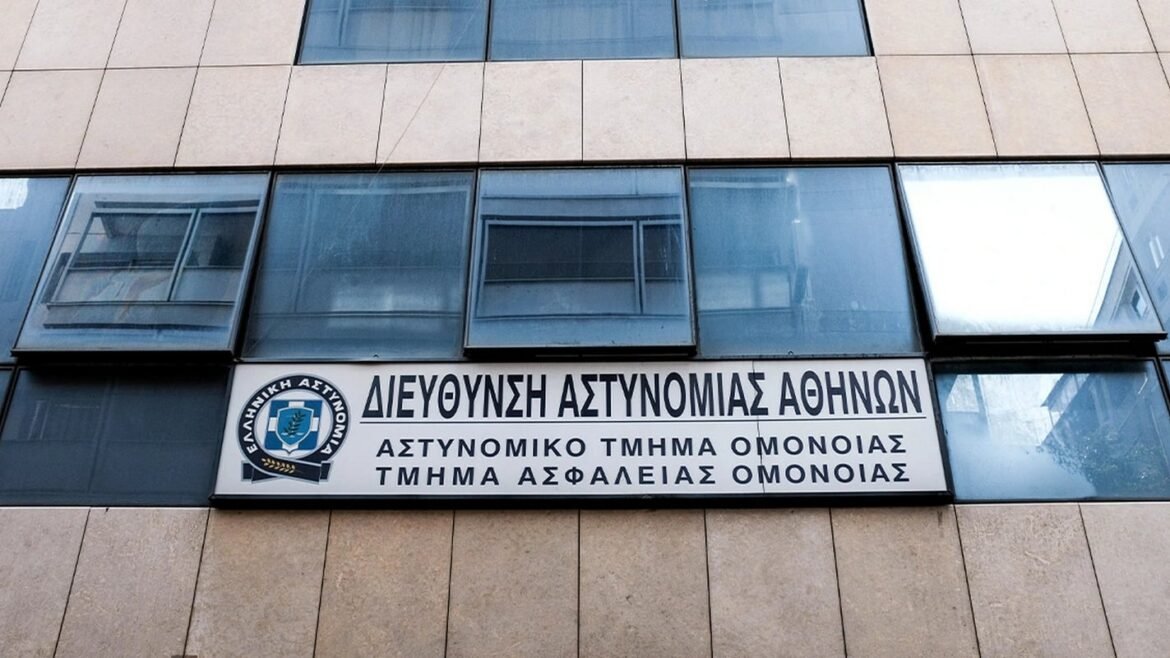 ΕΛΛΗΝΙΚΗ ΑΣΤΥΝΟΜΙΑ
ΔΙΕΥΘΥΝΣΗ ΑΣΤΥΝΟΜΙΑΣ ΑΘΗΝΩΝ
ΑΣΤΥΝΟΜΙΚΟ ΤΜΗΜΑ ΟΜΟΝΟΙΑΣ
ΤΜΗΜΑ ΑΣΦΑΛΕΙΑΣ ΟΜΟΝΟΙΑΣ